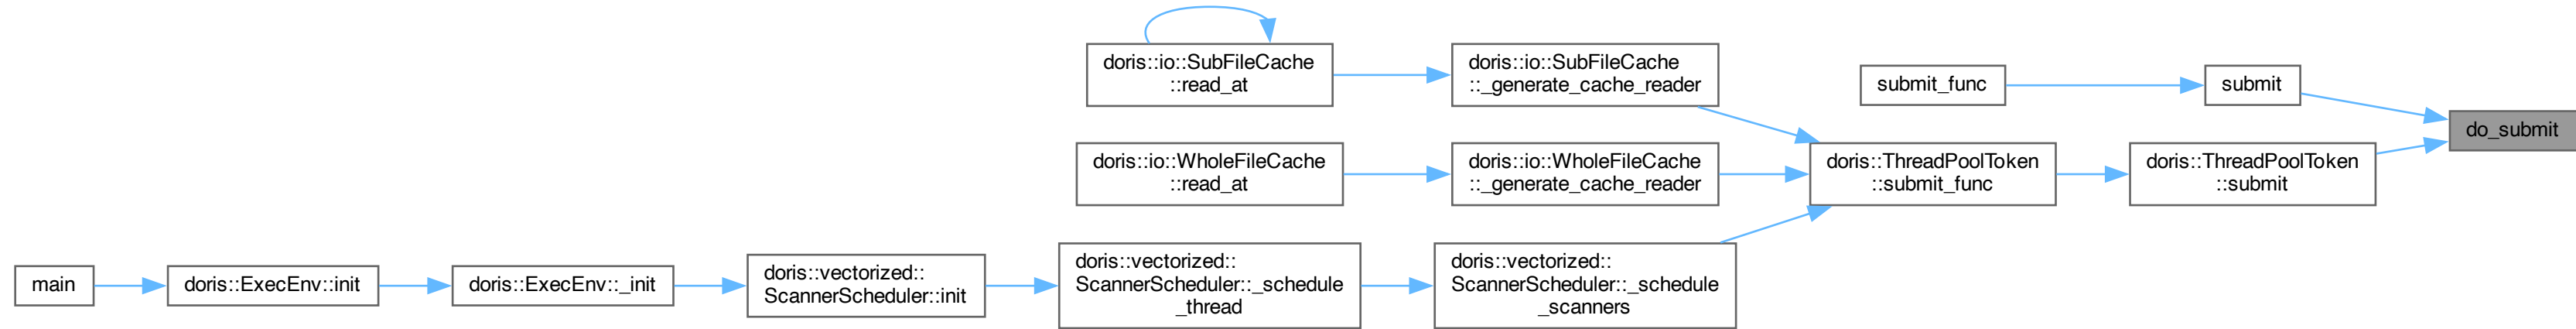 doris::io::SubFileCache
::read_at
doris::io::SubFileCache
::_generate_cache_reader
submit_func
submit
do_submit
doris::io::WholeFileCache
::read_at
doris::io::WholeFileCache
::_generate_cache_reader
doris::ThreadPoolToken
::submit_func
doris::ThreadPoolToken
::submit
main
doris::ExecEnv::init
doris::ExecEnv::_init
doris::vectorized::
ScannerScheduler::init
doris::vectorized::
ScannerScheduler::_schedule
_thread
doris::vectorized::
ScannerScheduler::_schedule
_scanners